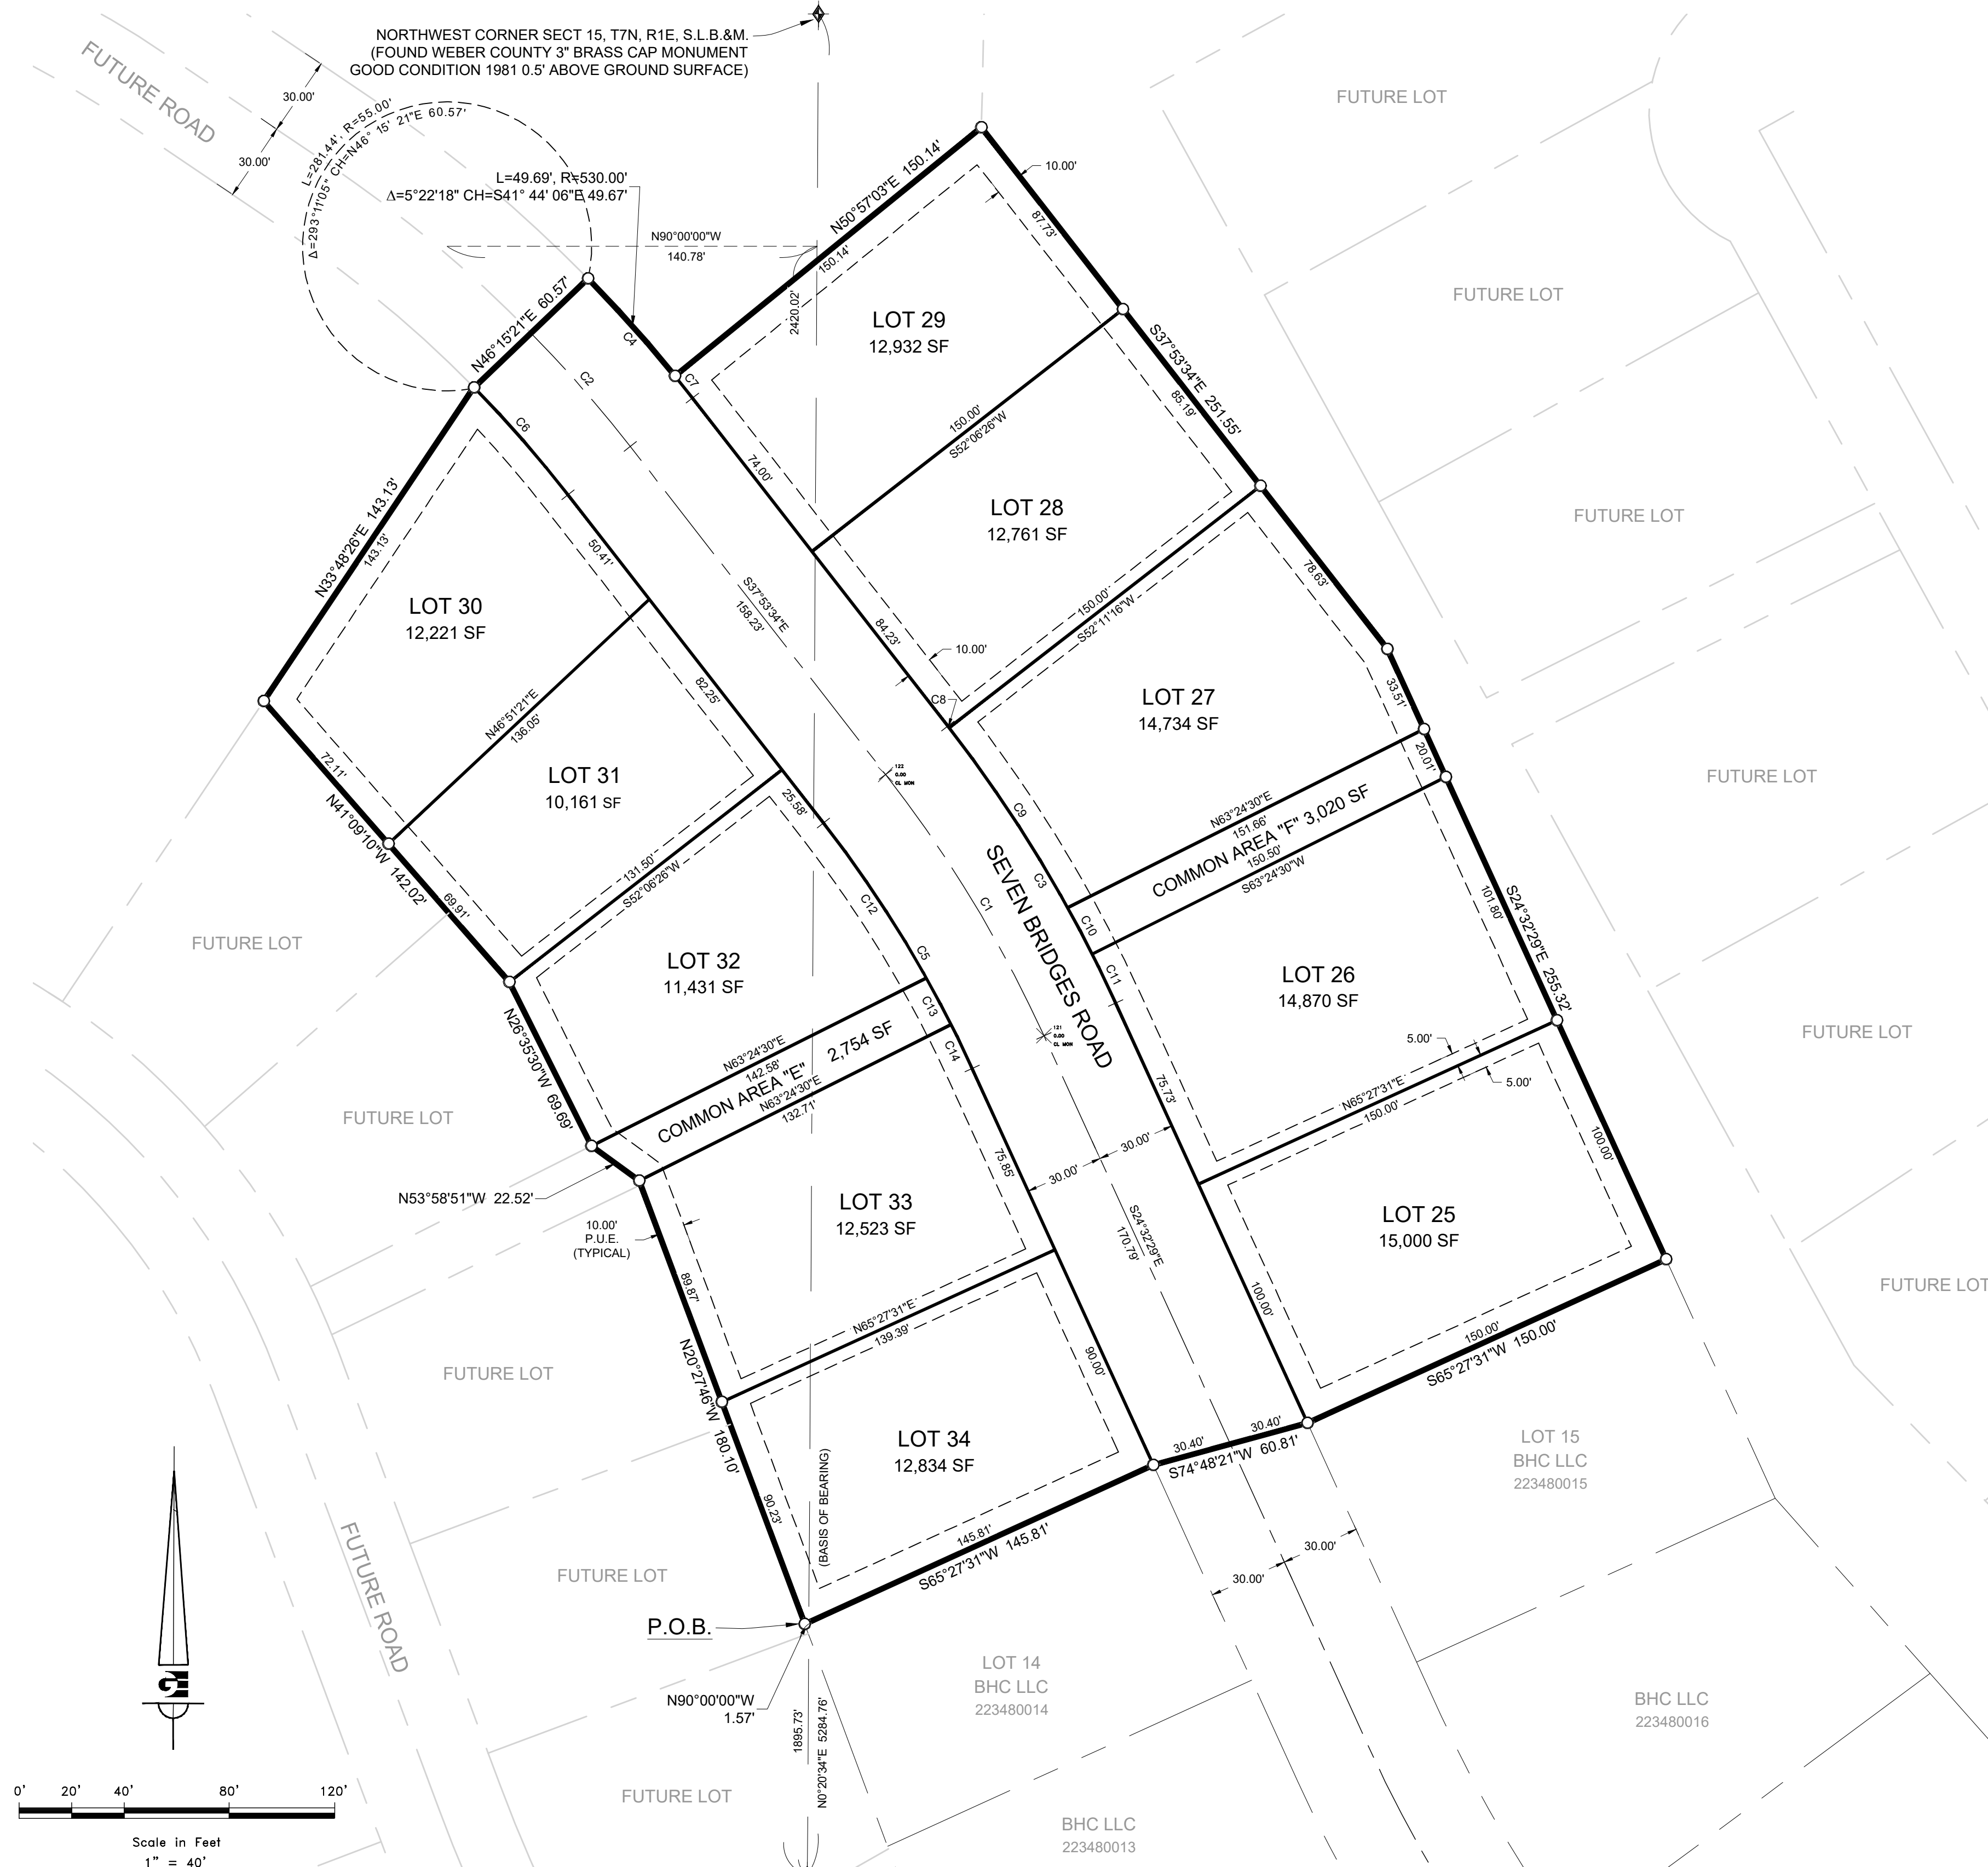 NORTHWEST CORNER SECT 15, T7N, R1E, S.L.B.&M.
(FOUND WEBER COUNTY 3" BRASS CAP MONUMENT
GOOD CONDITION 1981 0.5' ABOVE GROUND SURFACE)
FUTURE ROAD
30.00'
30.00'
L=281.44', R=55.00'
Δ=293°11'05" CH=N46° 15' 21"E 60.57'
L=49.69', R=530.00'
Δ=5°22'18" CH=S41° 44' 06"E 49.67'
N90°00'00"W
140.78'
2420.02'
N50°57'03"E 150.14'
150.14'
10.00'
87.73'
FUTURE LOT
FUTURE LOT
FUTURE LOT
FUTURE LOT
FUTURE LOT
FUTURE LOT
N46°15'21"E 60.57'
C4
C2
C7
C6
LOT 29
12,932 SF
S37°53'34"E 251.55'
85.19'
150.00'
S52°06'26"W
74.00'
LOT 28
12,761 SF
N33°48'26"E 143.13'
143.13'
LOT 30
12,221 SF
50.41'
S37°53'34"E
158.23'
84.23'
10.00'
150.00'
S52°11'16"W
78.63'
C8
LOT 27
14,734 SF
33.51'
20.01'
N46°51'21"E
136.05'
82.25'
72.11'
N41°09'10"W 142.02'
69.91'
LOT 31
10,161 SF
25.58'
131.50'
S52°06'26"W
122
0.00
CL MON
C9
C3
C1
SEVEN BRIDGES ROAD
N63°24'30"E
151.66'
COMMON AREA "F" 3,020 SF
150.50'
S63°24'30"W
C10
C11
S24°32'29"E 255.32'
101.80'
LOT 26
14,870 SF
FUTURE LOT
LOT 32
11,431 SF
C12
C5
C13
C14
121
0.00
CL MON
N26°35'30"W 69.69'
N63°24'30"E
142.58'
COMMON AREA "E" 2,754 SF
N63°24'30"E
132.71'
FUTURE LOT
N53°58'51"W 22.52'
10.00'
P.U.E.
(TYPICAL)
LOT 33
12,523 SF
75.85'
75.73'
30.00'
30.00'
5.00'
5.00'
N65°27'31"E
150.00'
100.00'
LOT 25
15,000 SF
S24°32'29"E
170.79'
100.00'
89.87'
N20°27'46"W 180.10'
N65°27'31"E
139.39'
90.00'
150.00'
S65°27'31"W 150.00'
FUTURE LOT
LOT 34
12,834 SF
30.40'
30.40'
S74°48'21"W 60.81'
90.23'
(BASIS OF BEARING)
145.81'
S65°27'31"W 145.81'
LOT 15
BHC LLC
223480015
30.00'
30.00'
FUTURE LOT
FUTURE ROAD
P.O.B.
N90°00'00"W
1.57'
1895.73'
N0°20'34"E 5284.76'
LOT 14
BHC LLC
223480014
BHC LLC
223480016
FUTURE LOT
BHC LLC
223480013
G
0' 20' 40' 80' 120'
Scale in Feet
1" = 40'